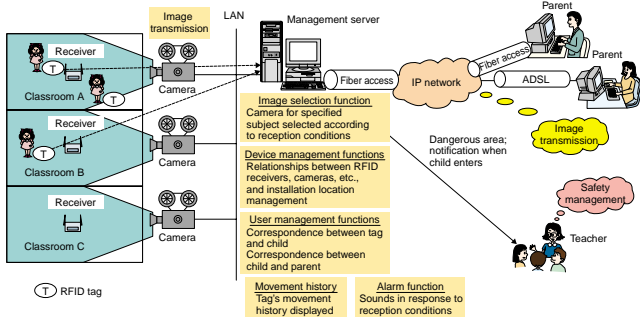 Image
transmission
LAN
Management server
Parent
Receiver
T
T
Classroom A
Camera
Fiber access
IP network
Fiber access
Parent
ADSL
Receiver
T
Classroom B
Camera
Image selection function
Camera for specified
subject selected according
to reception conditions
Dangerous area;
notification when
child enters
Image
transmission
Device management functions
Relationships between RFID
receivers, cameras, etc.,
and installation location
management
Safety
management
Receiver
Classroom C
Camera
User management functions
Correspondence between tag
and child
Correspondence between
child and parent
Teacher
T RFID tag
Movement history
Tag's movement
history displayed
Alarm function
Sounds in response to
reception conditions